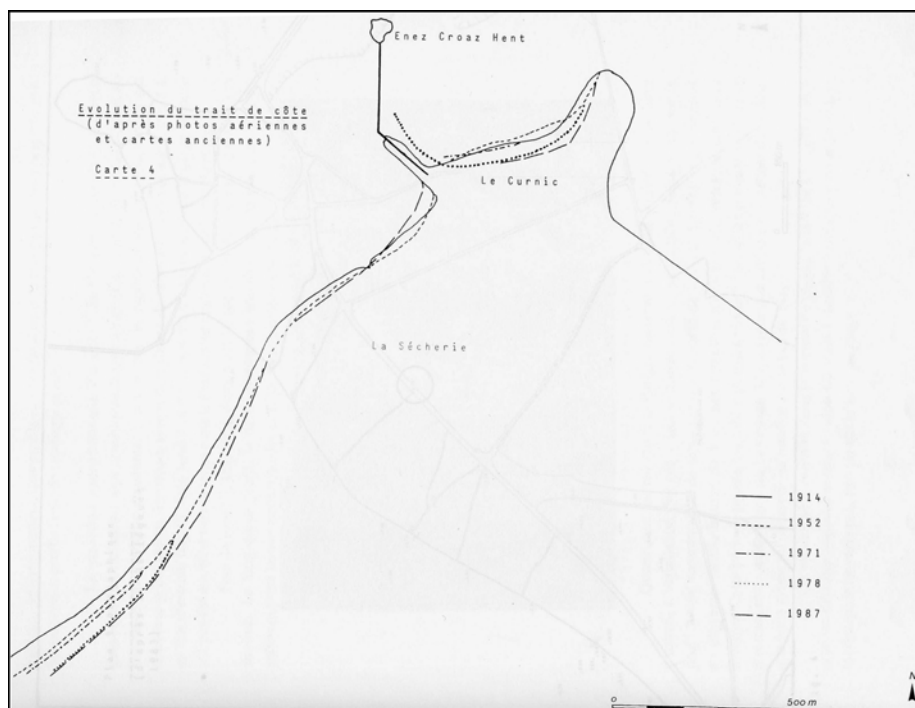 Enez Croaz Hent
Evolution du trait de côte
(d'après photos aériennes
et cartes anciennes)
Carte 4
Le Curnic
La Sécherie
1914
1952
1971
1978
1987
0
500 m
N